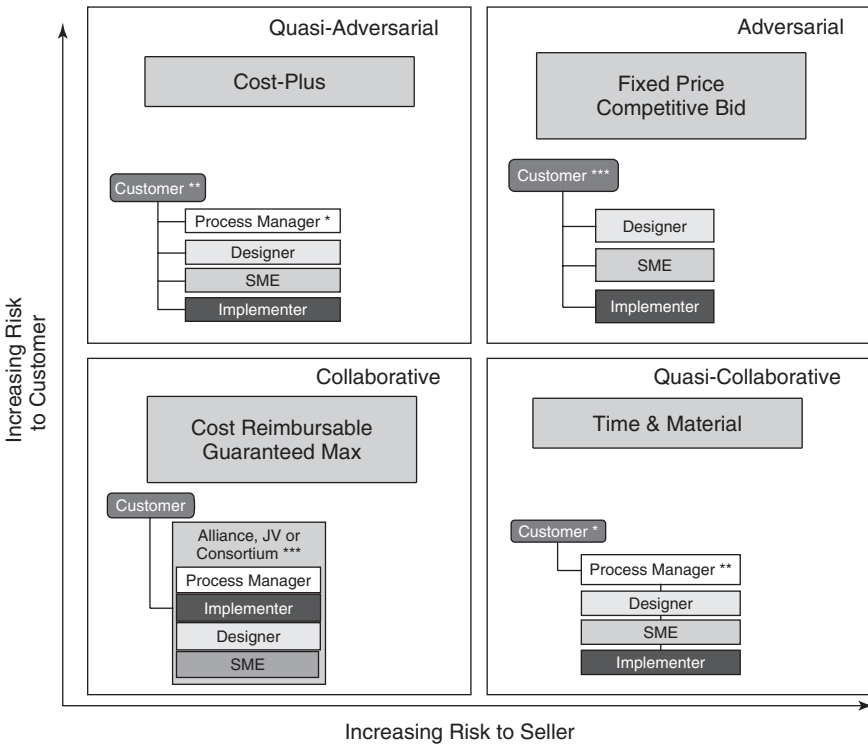 Quasi-Adversarial
Cost-Plus
Customer **
Process Manager *
Designer
SME
Implementer
Adversarial
Fixed Price
Competitive Bid
Customer ***
Designer
SME
Implementer
Collaborative
Cost Reimbursable
Guaranteed Max
Customer
Alliance, JV or
Consortium ***
Process Manager
Implementer
Designer
SME
Quasi-Collaborative
Time & Material
Customer *
Process Manager **
Designer
SME
Implementer
Increasing Risk
to Customer
Increasing Risk to Seller